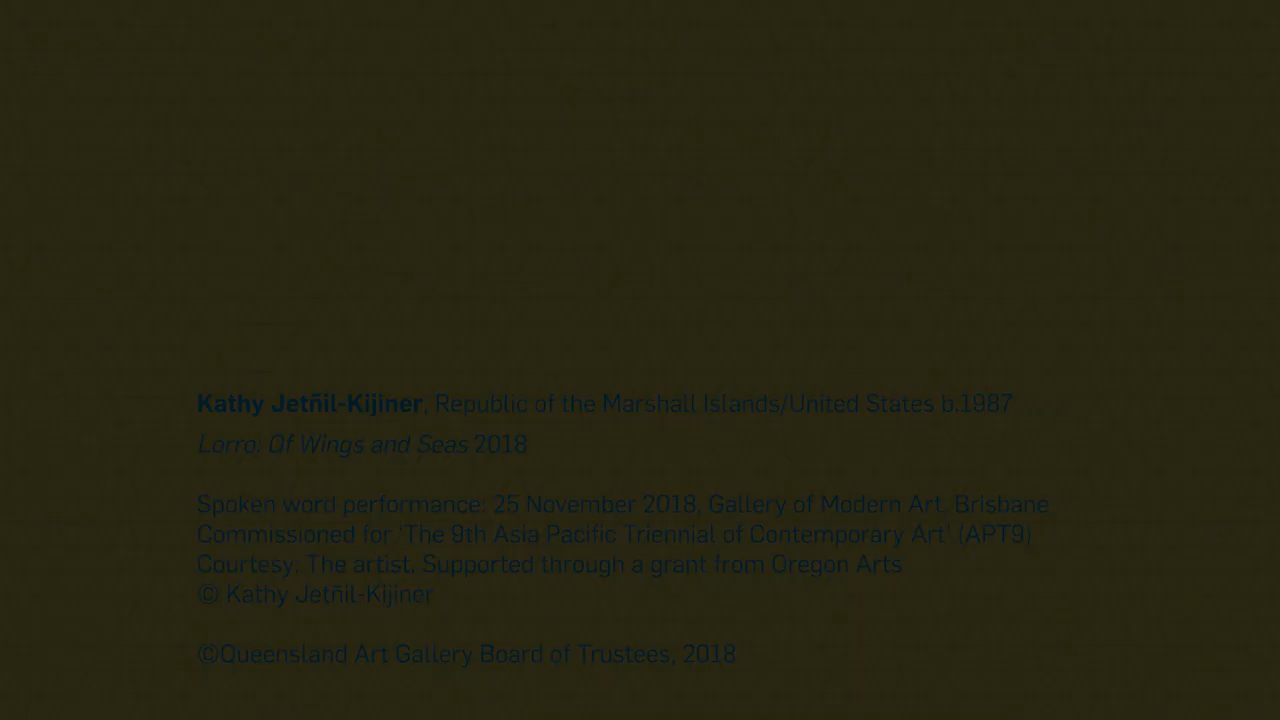 Kathy Jetñil-Kijiner, Republic of the Marshall Islands/United States b.1987
Lorro: Of Wings and Seas 2018
Spoken word performance: 25 November 2018, Gallery of Modern Art, Brisbane
Commissioned for ‘The 9th Asia Pacific Triennial of Contemporary Art’ (APT9)
Courtesy: The artist. Supported through a grant from Oregon Arts
© Kathy Jetñil-Kijiner
©Queensland Art Gallery Board of Trustees, 2018